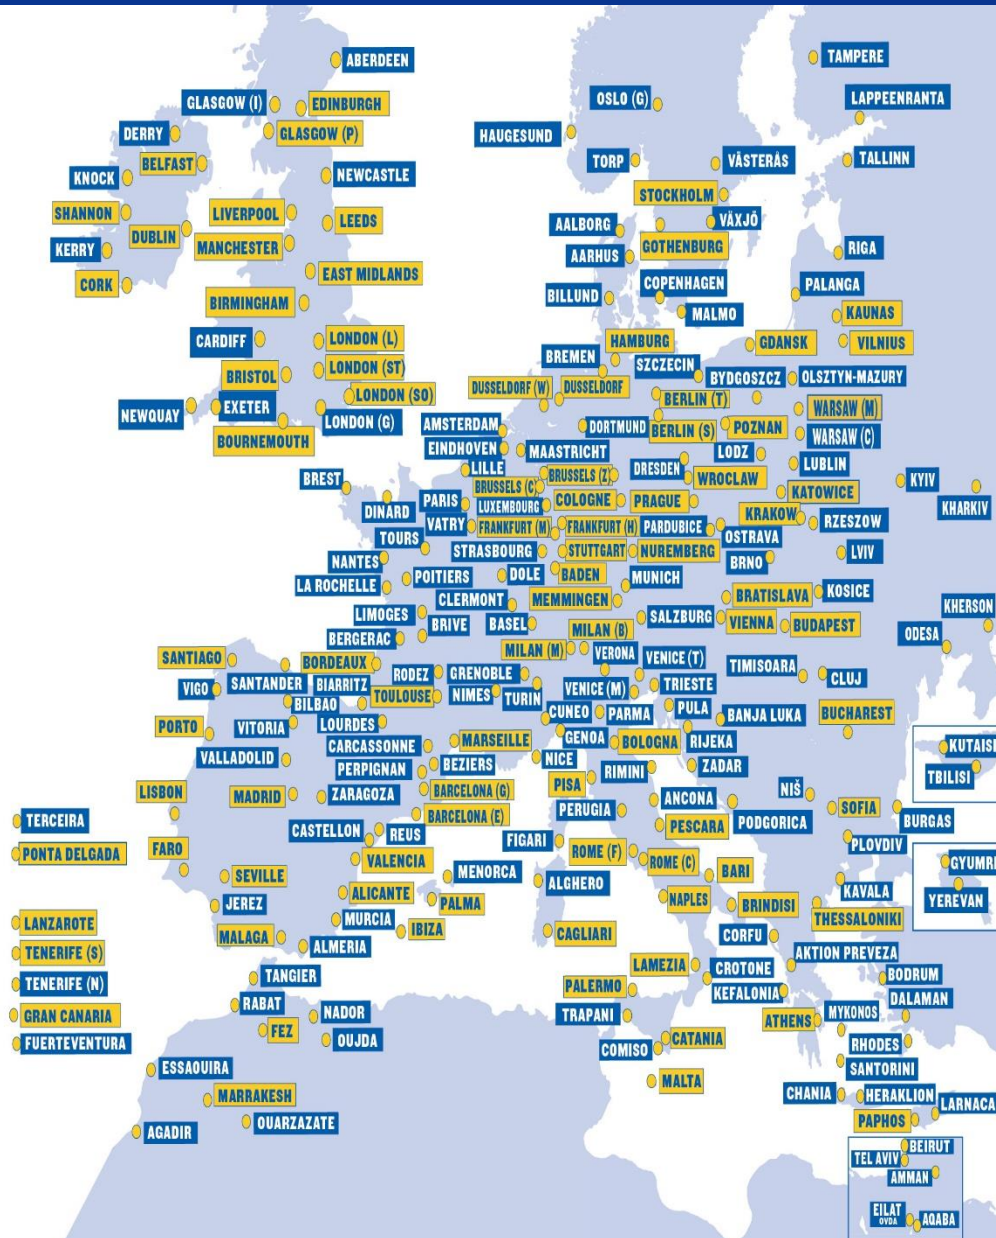 ABERDEEN
TAMPERE
GLASGOW (I)
EDINBURGH
OSLO (G)
LAPPEENRANTA
DERRY
GLASGOW (P)
HAUGESUND
BELFAST
TORP
VÄSTERÅS
TALLINN
KNOCK
NEWCASTLE
STOCKHOLM
SHANNON
LIVERPOOL
LEEDS
VÄXJÖ
DUBLIN
AALBORG
KERRY
MANCHESTER
GOTHENBURG
RIGA
AARHUS
CORK
EAST MIDLANDS
COPENHAGEN
PALANGA
BIRMINGHAM
BILLUND
MALMO
KAUNAS
CARDIFF
LONDON (L)
HAMBURG
GDANSK
VILNIUS
BREMEN
SZCZECIN
BRISTOL
LONDON (ST)
BYDGOSZCZ
OLSZTYN-MAZURY
DUSSELDORF (W)
DUSSELDORF
LONDON (SO)
BERLIN (T)
NEWQUAY
EXETER
WARSAW (M)
LONDON (G)
AMSTERDAM
DORTMUND
BERLIN (S)
POZNAN
WARSAW (C)
BOURNEMOUTH
EINDHOVEN
MAASTRICHT
LODZ
LILLE
DRESDEN
LUBLIN
BREST
BRUSSELS (C)
BRUSSELS (Z)
WROCLAW
KYIV
KATOWICE
DINARD
PARIS
LUXEMBOURG
COLOGNE
PRAGUE
KHARKIV
VATRY
FRANKFURT (M)
FRANKFURT (H)
PARDUBICE
KRAKOW
RZESZOW
TOURS
OSTRAVA
NANTES
STRASBOURG
STUTTGART
NUREMBERG
BRNO
LVIV
LA ROCHELLE
POITIERS
DOLE
BADEN
MUNICH
CLERMONT
MEMMINGEN
BRATISLAVA
KOSICE
LIMOGES
BRIVE
BASEL
SALZBURG
VIENNA
BUDAPEST
KHERSON
BERGERAC
MILAN (B)
ODESA
SANTIAGO
BORDEAUX
MILAN (M)
VERONA
VENICE (T)
TIMISOARA
CLUJ
VIGO
SANTANDER
BIARRITZ
RODEZ
GRENOBLE
BILBAO
TOULOUSE
NIMES
TURIN
VENICE (M)
TRIESTE
PORTO
VITORIA
LOURDES
CUNEO
PARMA
PULA
BANJA LUKA
BUCHAREST
VALLADOLID
CARCASSONNE
MARSEILLE
GENOA
BOLOGNA
RIJEKA
KUTAISI
PERPIGNAN
BEZIERS
NICE
RIMINI
ZADAR
TBILISI
LISBON
MADRID
ZARAGOZA
BARCELONA (G)
PISA
NIŠ
TERCEIRA
BARCELONA (E)
PERUGIA
ANCONA
SOFIA
BURGAS
CASTELLON
REUS
FIGARI
PESCARA
PODGORICA
PLOVDIV
PONTA DELGADA
FARO
VALENCIA
ROME (F)
ROME (C)
GYUMRI
SEVILLE
MENORCA
ALGHERO
BARI
KAVALA
YEREVAN
JEREZ
ALICANTE
PALMA
NAPLES
BRINDISI
LANZAROTE
MURCIA
IBIZA
CAGLIARI
THESSALONIKI
MALAGA
ALMERIA
CORFU
TENERIFE (S)
TANGIER
LAMEZIA
CROTONE
AKTION PREVEZA
TENERIFE (N)
PALERMO
KEFALONIA
BODRUM
RABAT
NADOR
TRAPANI
ATHENS
MYKONOS
DALAMAN
GRAN CANARIA
FEZ
OUJDA
COMISO
CATANIA
RHODES
FUERTEVENTURA
ESSAOUIRA
MALTA
SANTORINI
MARRAKESH
CHANIA
HERAKLION
LARNACA
OUARZAZATE
PAPHOS
AGADIR
BEIRUT
TEL AVIV
AMMAN
EILAT
OVDA
AQABA